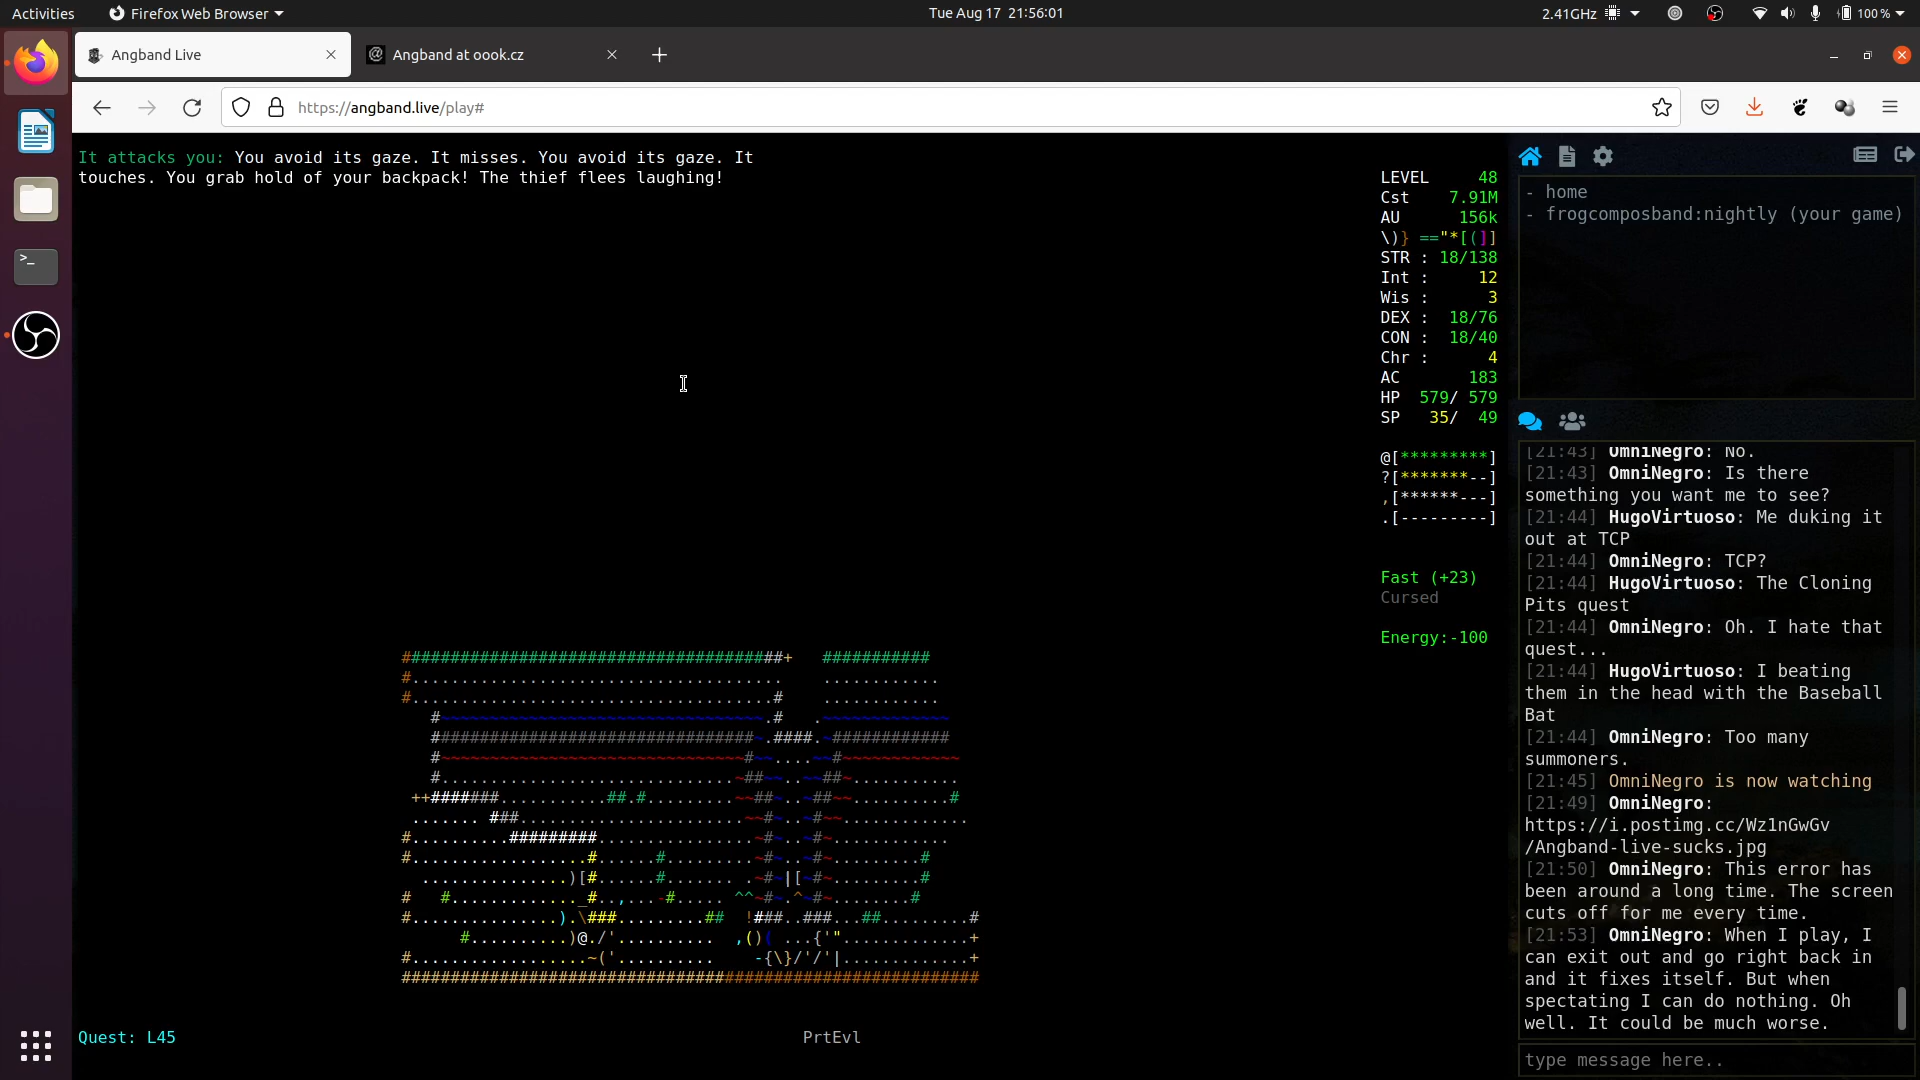 Activities Firefox Web Browser Tue Aug 17 21:56:01 2.41GHz 100 %
Angband Live Angband at oook.cz
https://angband.live/play#
It attacks you: You avoid its gaze. It misses. You avoid its gaze. It
touches. You grab hold of your backpack! The thief flees laughing!
LEVEL 48
Cst 7.91M
AU 156k
\)} =="*[(]]
STR : 18/138
Int : 12
Wis : 3
DEX : 18/76
CON : 18/40
Chr : 4
AC 183
HP 579/ 579
SP 35/ 49
@[*********]
?[*******--]
,[******---]
.[---------]
Fast (+23)
Cursed
Energy:-100
Quest: L45
PrtEvl
- home
- frogcomposband:nightly (your game)
[21:43] OmniNegro: No.
[21:43] OmniNegro: Is there
something you want me to see?
[21:44] HugoVirtuoso: Me duking it
out at TCP
[21:44] OmniNegro: TCP?
[21:44] HugoVirtuoso: The Cloning
Pits quest
[21:44] OmniNegro: Oh. I hate that
quest...
[21:44] HugoVirtuoso: I beating
them in the head with the Baseball
Bat
[21:44] OmniNegro: Too many
summoners.
[21:45] OmniNegro is now watching
[21:49] OmniNegro:
https://i.postimg.cc/Wz1nGwGv
/Angband-live-sucks.jpg
[21:50] OmniNegro: This error has
been around a long time. The screen
cuts off for me every time.
[21:53] OmniNegro: When I play, I
can exit out and go right back in
and it fixes itself. But when
spectating I can do nothing. Oh
well. It could be much worse.
type message here..